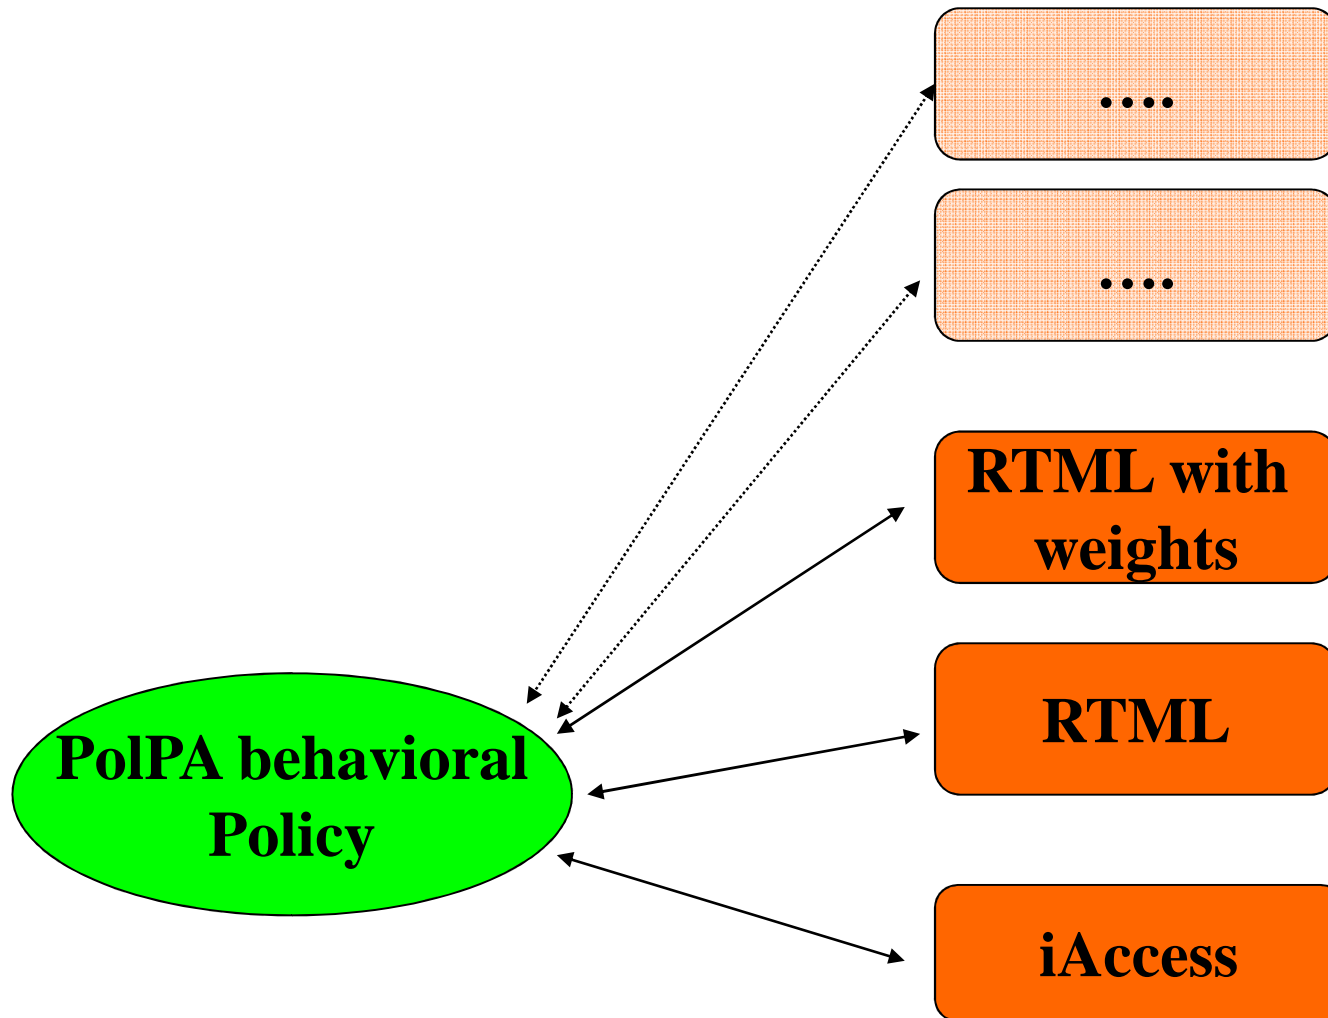 ....
....
RTML with
weights
RTML
PolPA behavioral
Policy
iAccess